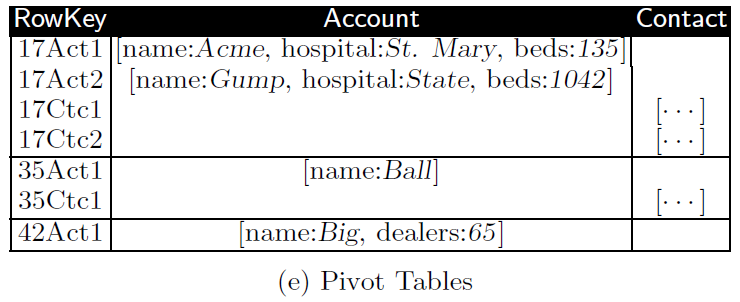 RowKey Account Contact
17Act1 [name:Acme, hospital:St. Mary, beds:135]
17Act2 [name:Gump, hospital:State, beds:1042]
17Ctc1 [···]
17Ctc2 [···]
35Act1 [name:Ball]
35Ctc1 [···]
42Act1 [name:Big, dealers:65]
(e) Pivot Tables